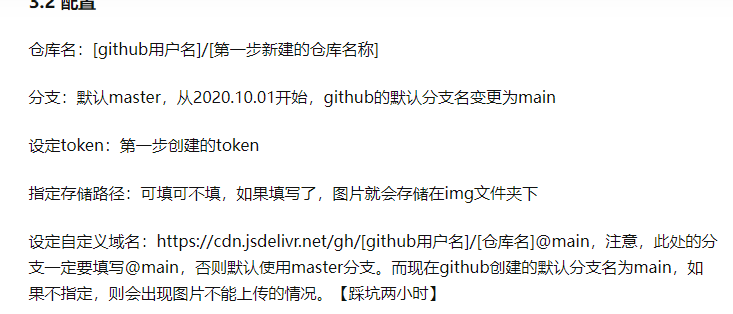 3.2 配置
仓库名：[github用户名]/[第一步新建的仓库名称]
分支：默认master，从2020.10.01开始，github的默认分支名变更为main
设定token：第一步创建的token
指定存储路径：可填可不填，如果填写了，图片就会存储在img文件夹下
设定自定义域名：https://cdn.jsdelivr.net/gh/[github用户名]/[仓库名]@main，注意，此处的分
支一定要填写@main，否则默认使用master分支。而现在github创建的默认分支名为main，如
果不指定，则会出现图片不能上传的情况。【踩坑两小时】